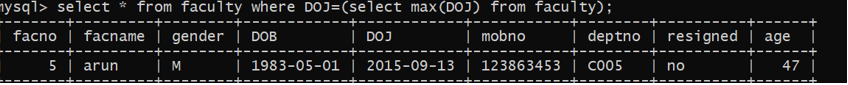 mysql> select * from faculty where DOJ=(select max(DOJ) from faculty);
| facno | facname | gender | DOB | DOJ | mobno | deptno | resigned | age |
| 5 | arun | M | 1983-05-01 | 2015-09-13 | 123863453 | C005 | no | 47 |